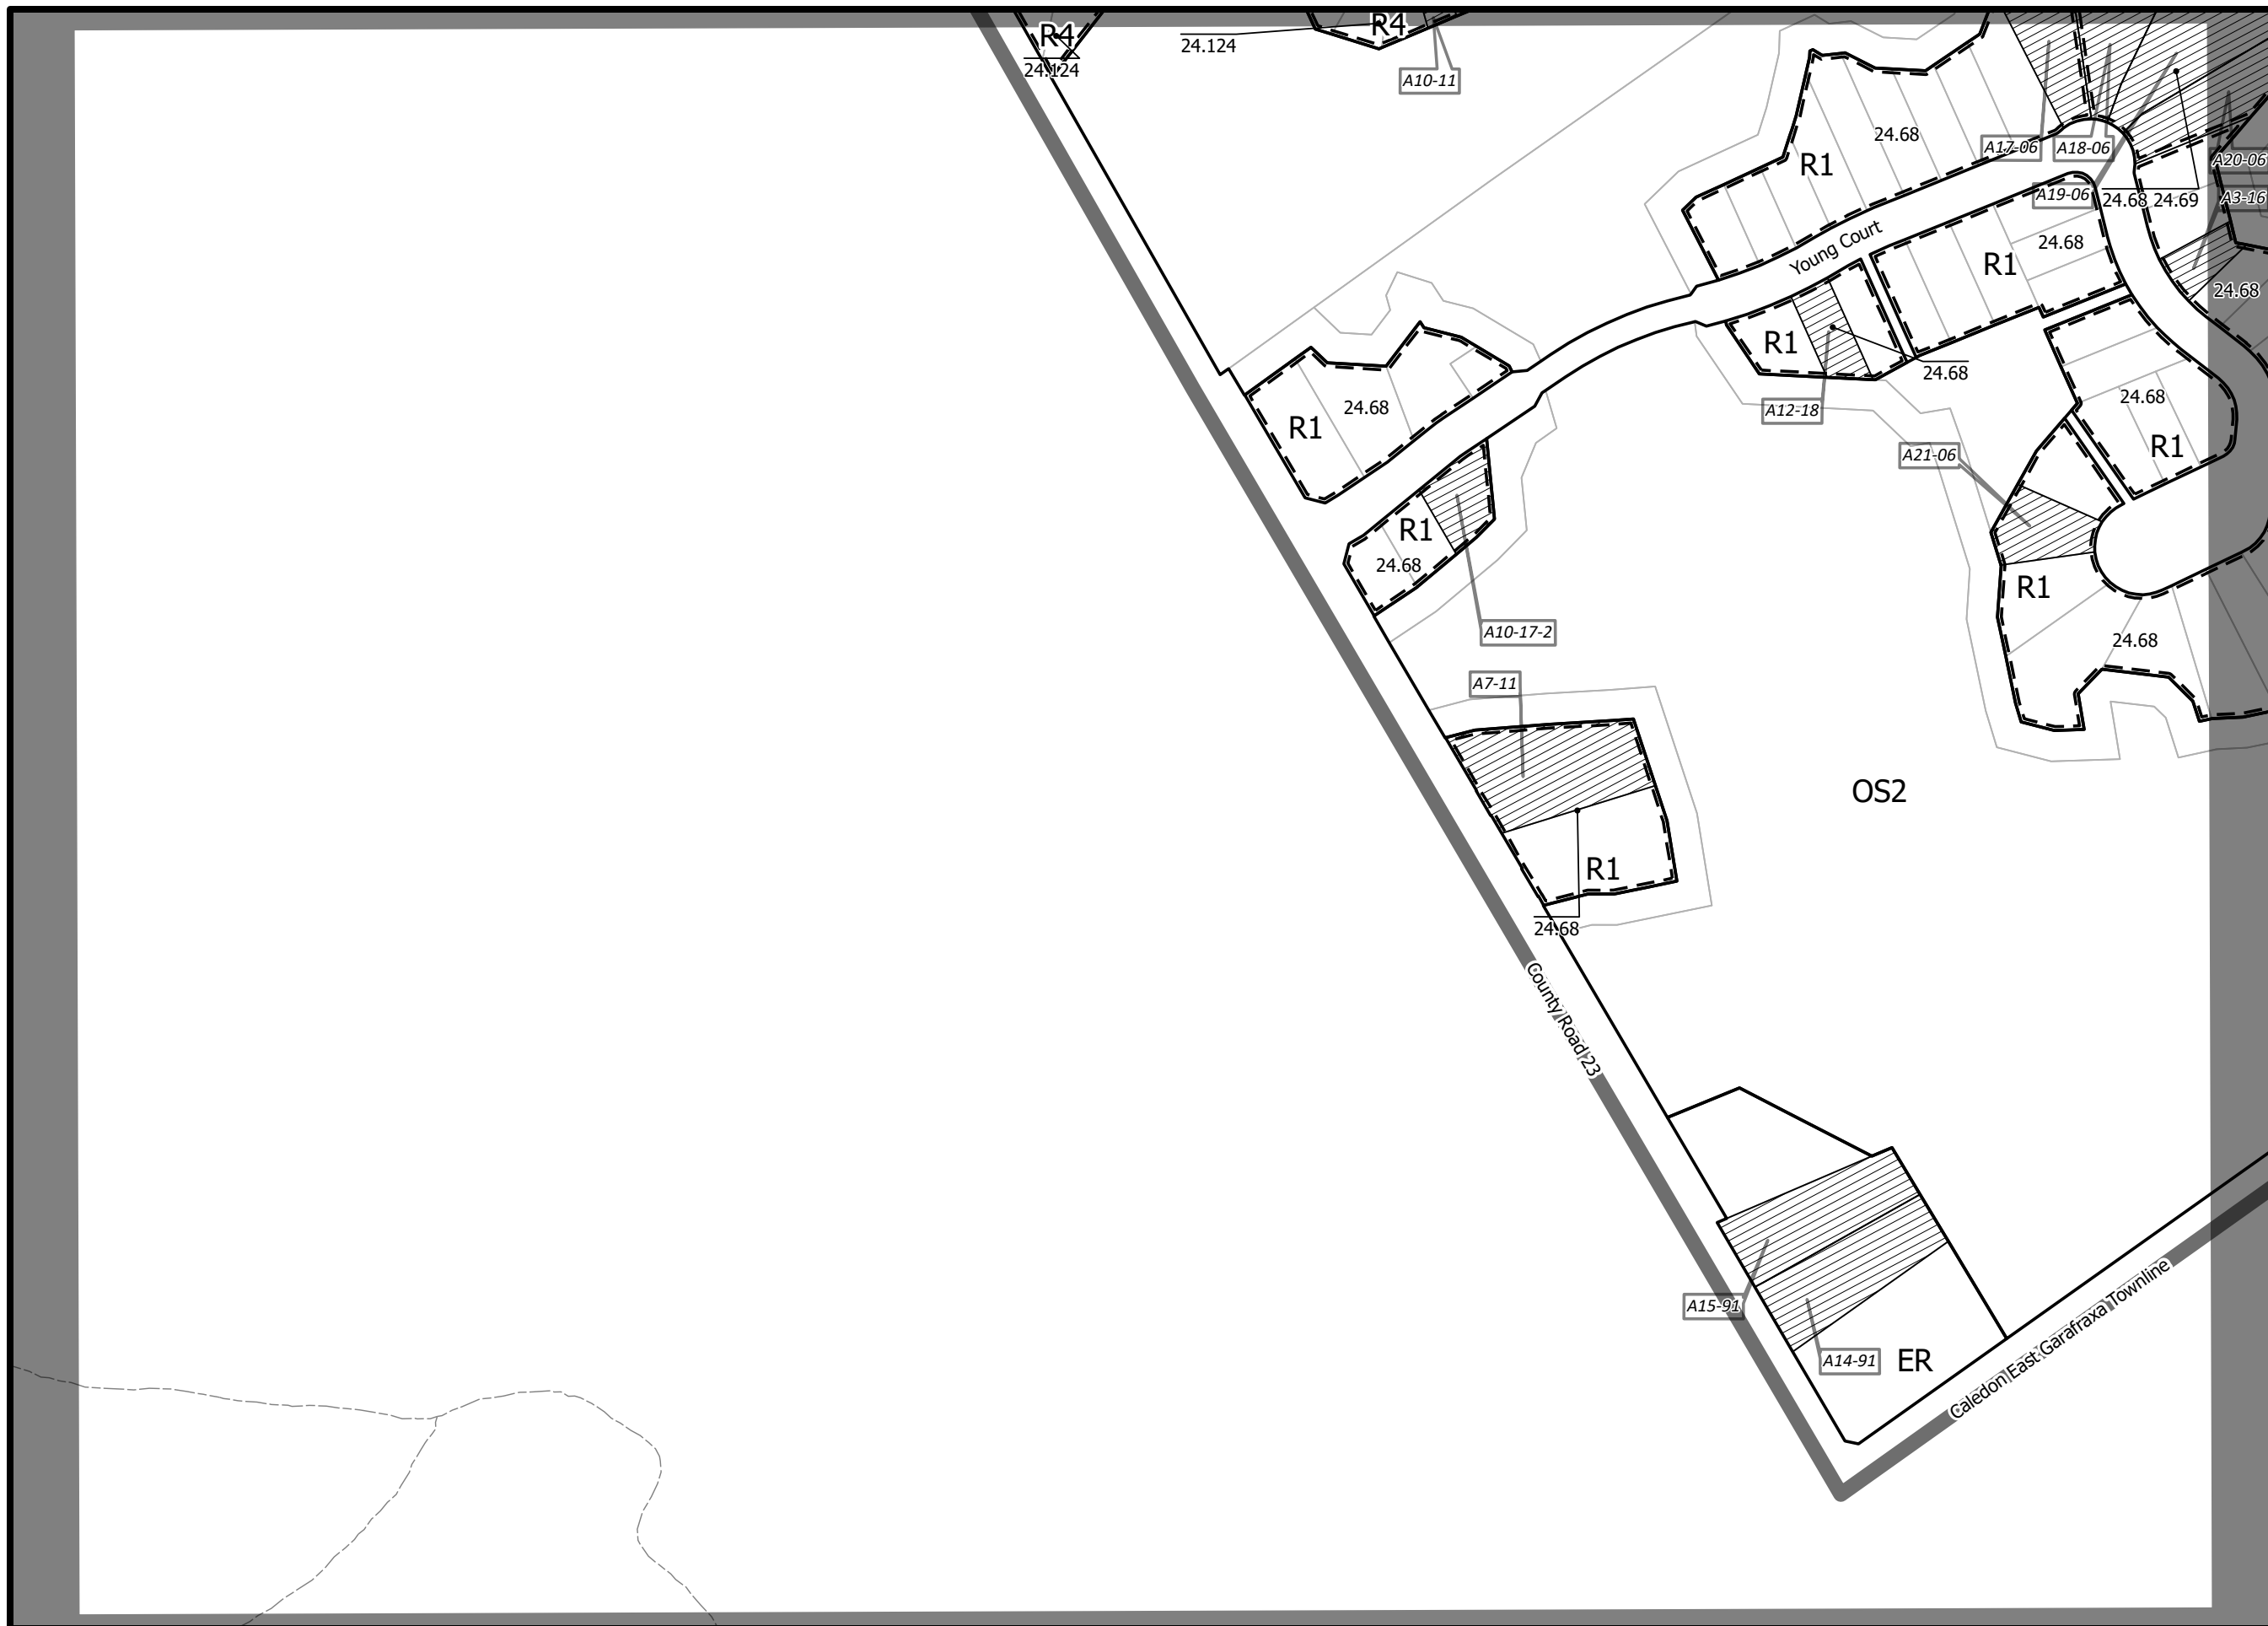 R4
24.124
24.124
R4
A10-11
24.68
R1
A17-06
A18-06
A20-06
A19-06
24.68 24.69
A3-16
Young Court
R1
24.68
24.68
R1
24.68
A12-18
24.68
R1
24.68
R1
A21-06
R1
24.68
R1
24.68
A10-17-2
A7-11
OS2
R1
24.68
County Road 23
A15-91
A14-91
ER
Caledon East Garafraxa Townline